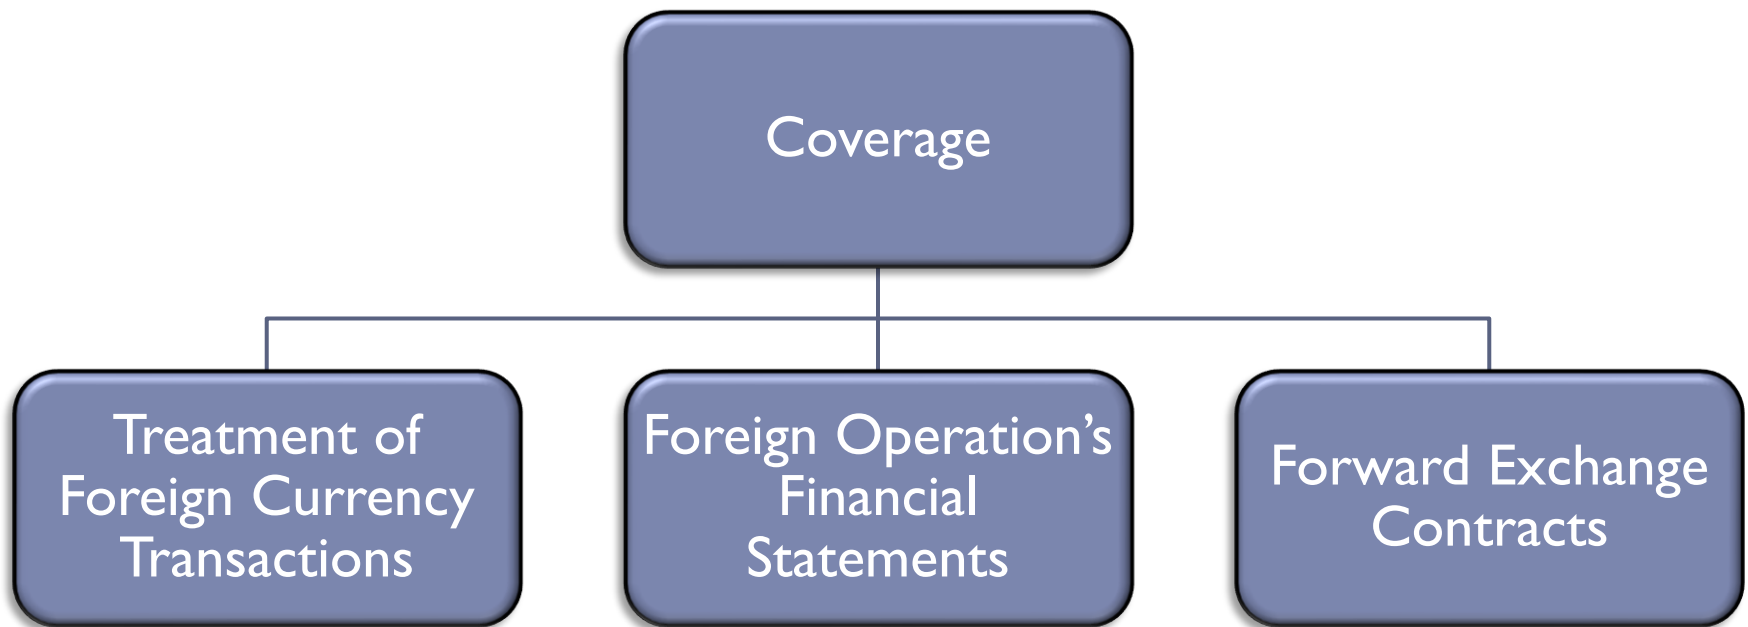 Coverage
Treatment of
Foreign Currency
Transactions
Foreign Operation’s
Financial
Statements
Forward Exchange
Contracts